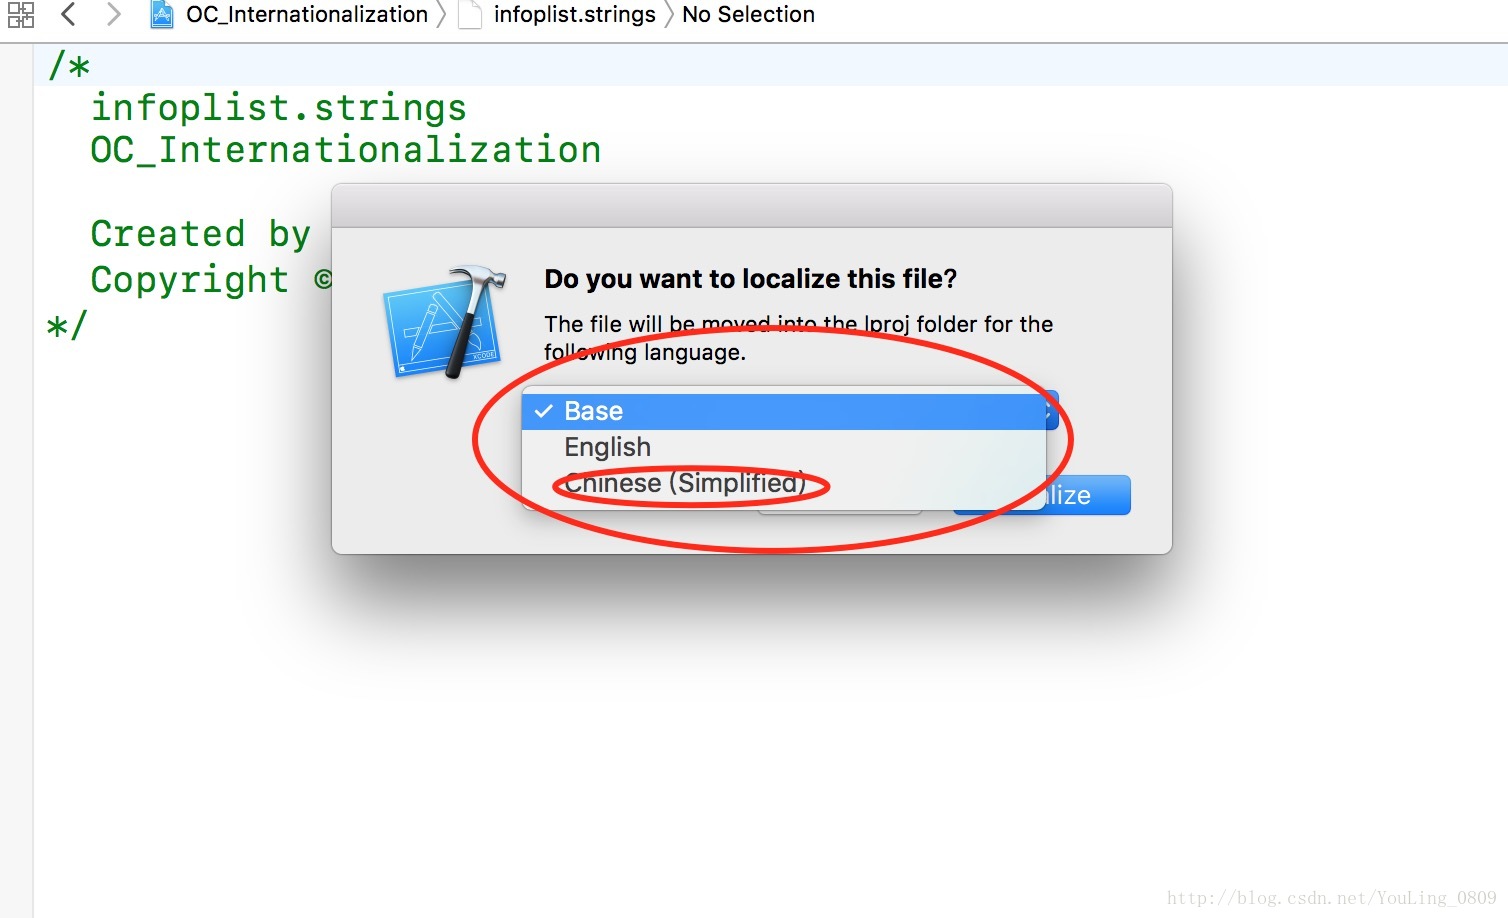 OC_Internationalization
infoplist.strings
No Selection
/*
infoplist.strings
OC_Internationalization
Created by
Copyright ©
*/
Do you want to localize this file?
The file will be moved into the lproj folder for the
following language.
XCODE
Base
English
Chinese (Simplified)
lize
http://blog.csdn.net/YouLing_0809